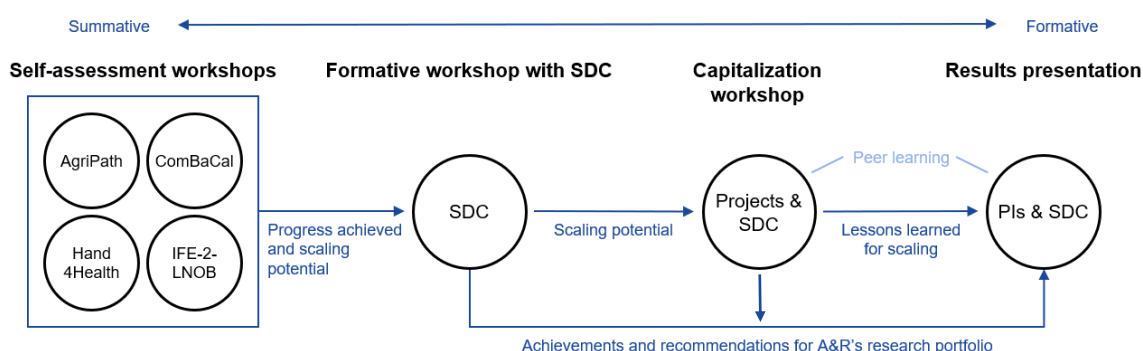 Summative
Formative
Self-assessment workshops
Formative workshop with SDC
Capitalization
workshop
Results presentation
AgriPath
ComBaCal
Hand
4Health
IFE-2-
LNOB
Progress achieved
and scaling
potential
SDC
Scaling potential
Projects &
SDC
Peer learning
Lessons learned
for scaling
PIs & SDC
Achievements and recommendations for A&R's research portfolio